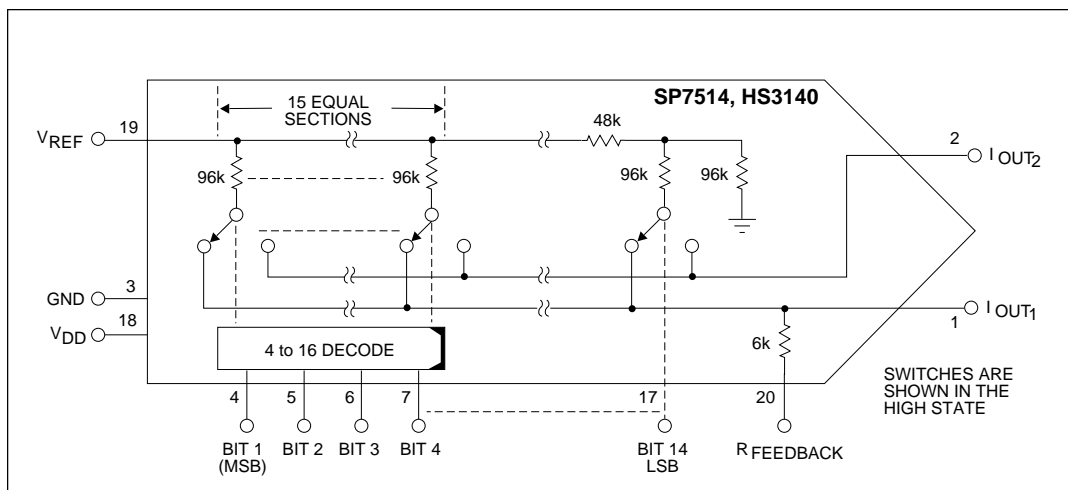 SP7514, HS3140
15 EQUAL
SECTIONS
48k
VREF
19
2
I OUT2
96k
96k
96k
96k
GND
3
VDD
18
I OUT1
1
4 to 16 DECODE
6k
SWITCHES ARE
SHOWN IN THE
HIGH STATE
4
5
6
7
17
20
BIT 1
(MSB)
BIT 2
BIT 3
BIT 4
BIT 14
LSB
R FEEDBACK